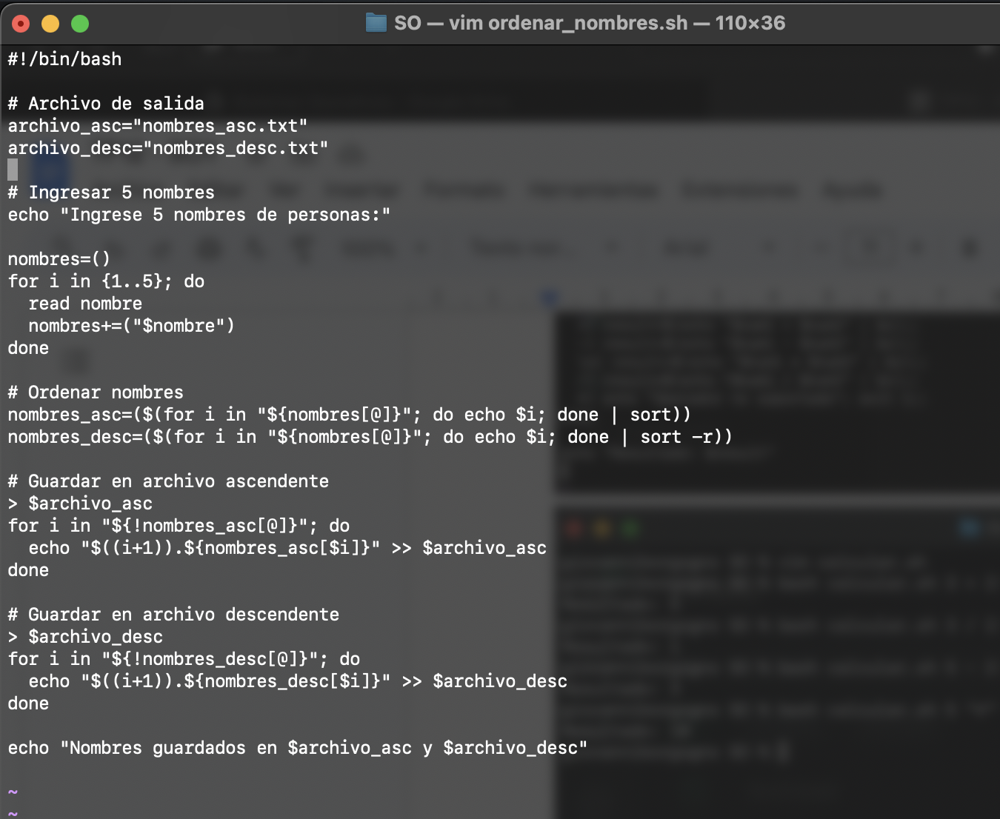 SO — vim ordenar_nombres.sh — 110×36
#!/bin/bash
# Archivo de salida
archivo_asc="nombres_asc.txt"
archivo_desc="nombres_desc.txt"
# Ingresar 5 nombres
echo "Ingrese 5 nombres de personas:"
nombres=()
for i in {1..5}; do
  read nombre
  nombres+=("$nombre")
done
# Ordenar nombres
nombres_asc=($(for i in "${nombres[@]}"; do echo $i; done | sort))
nombres_desc=($(for i in "${nombres[@]}"; do echo $i; done | sort -r))
# Guardar en archivo ascendente
> $archivo_asc
for i in "${!nombres_asc[@]}"; do
  echo "$((i+1)).${nombres_asc[$i]}" >> $archivo_asc
done
# Guardar en archivo descendente
> $archivo_desc
for i in "${!nombres_desc[@]}"; do
  echo "$((i+1)).${nombres_desc[$i]}" >> $archivo_desc
done
echo "Nombres guardados en $archivo_asc y $archivo_desc"
~
~